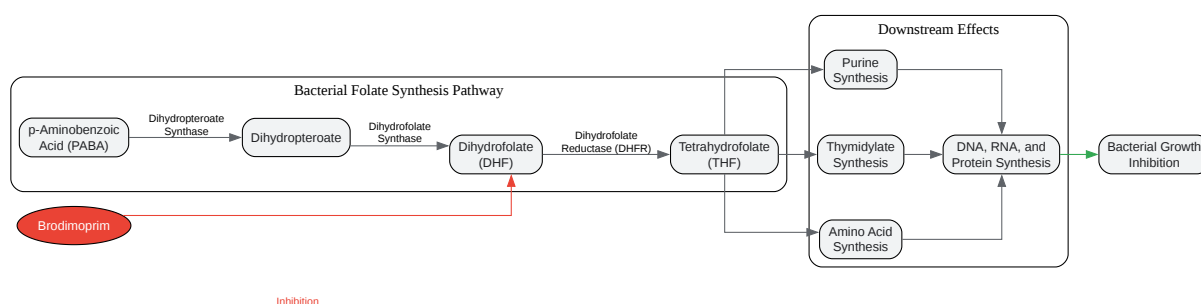 Downstream Effects
Purine
Synthesis
Bacterial Folate Synthesis Pathway
p-Aminobenzoic
Acid (PABA)
Dihydropteroate
Synthase
Dihydropteroate
Dihydrofolate
Synthase
Dihydrofolate
(DHF)
Dihydrofolate
Reductase (DHFR)
Tetrahydrofolate
(THF)
Thymidylate
Synthesis
DNA, RNA, and
Protein Synthesis
Bacterial Growth
Inhibition
Brodimoprim
Amino Acid
Synthesis
Inhibition